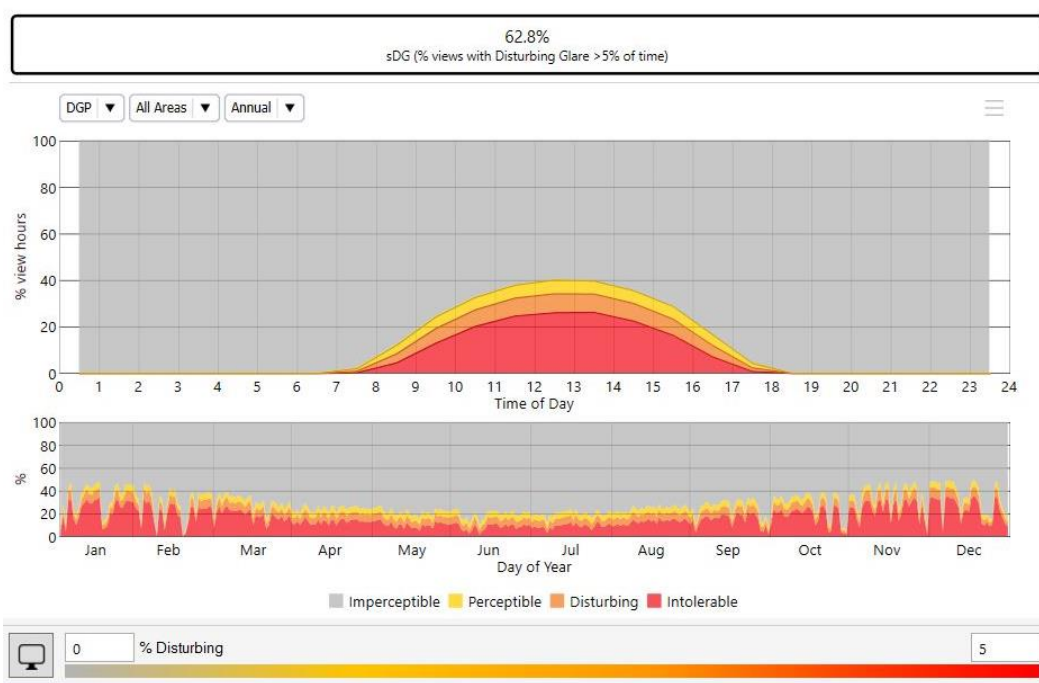 62.8%
sDG (% views with Disturbing Glare >5% of time)
DGP ▼ All Areas ▼ Annual ▼
100
80
60
40
20
0
% view hours
0 1 2 3 4 5 6 7 8 9 10 11 12 13 14 15 16 17 18 19 20 21 22 23 24
Time of Day
100
80
60
40
20
0
%
Jan Feb Mar Apr May Jun Jul Aug Sep Oct Nov Dec
Day of Year
Imperceptible Perceptible Disturbing Intolerable
0 % Disturbing 5